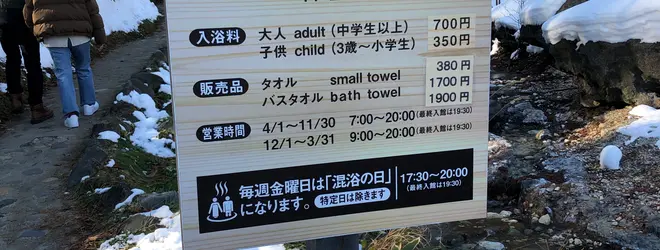 入浴料 大人 adult (中学生以上) 700円
子供 child (3歳～小学生) 350円
販売品 タオル small towel 380円
バスタオル bath towel 1700円
1900円
営業時間 4/1～11/30 7:00～20:00(最終入館は19:30)
12/1～3/31 9:00～20:00(最終入館は19:30)
毎週金曜日は「混浴の日」
になります。 特定日は除きます
17:30～20:00
(最終入館は19:30)